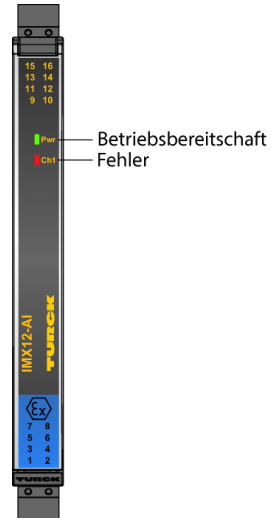 15 16
13 14
11 12
9 10
Pwr
Betriebsbereitschaft
Ch1
Fehler
IMX12-AI
TURCK
Ex
7 8
5 6
3 4
1 2
TURCK